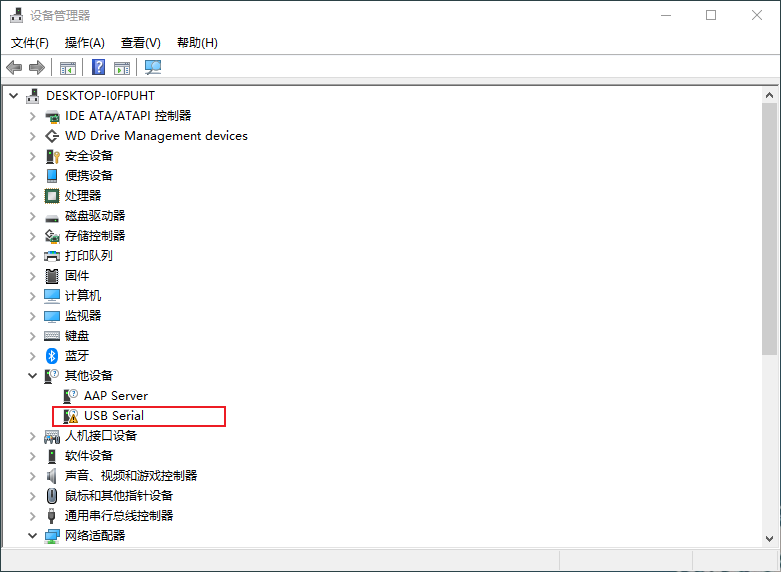 设备管理器
文件(F) 操作(A) 查看(V) 帮助(H)
DESKTOP-I0FPUHT
IDE ATA/ATAPI 控制器
WD Drive Management devices
安全设备
便携设备
处理器
磁盘驱动器
存储控制器
打印队列
固件
计算机
监视器
键盘
蓝牙
其他设备
AAP Server
USB Serial
人机接口设备
软件设备
声音、视频和游戏控制器
鼠标和其他指针设备
通用串行总线控制器
网络适配器